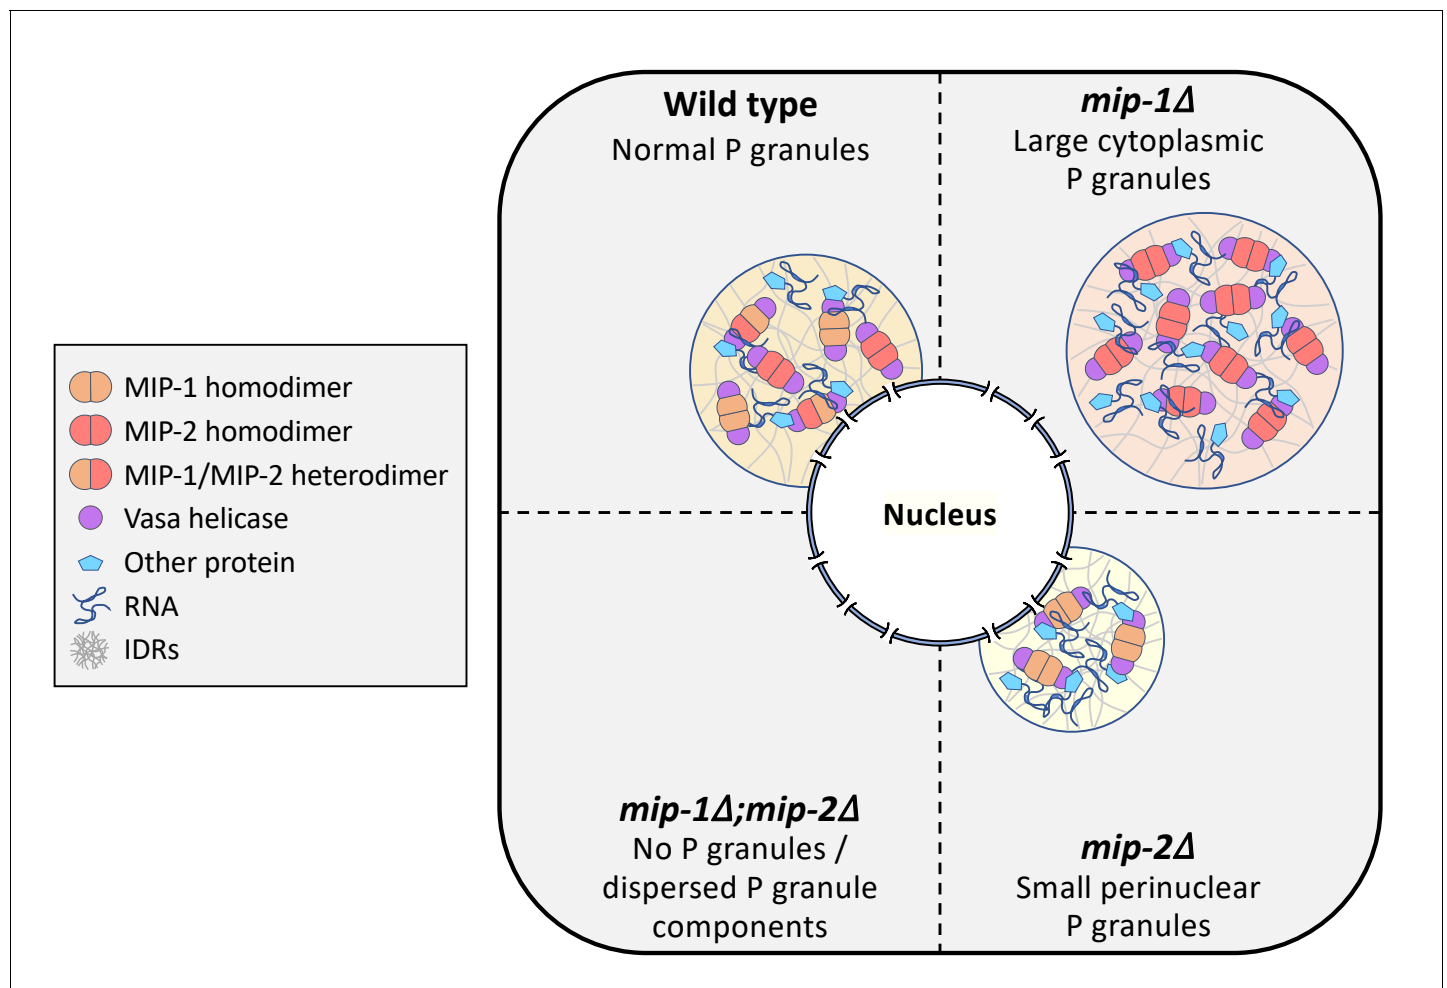 Wild type
Normal P granules
mip-1Δ
Large cytoplasmic
P granules
MIP-1 homodimer
MIP-2 homodimer
MIP-1/MIP-2 heterodimer
Vasa helicase
Other protein
RNA
IDRs
Nucleus
mip-1Δ;mip-2Δ
No P granules /
dispersed P granule
components
mip-2Δ
Small perinuclear
P granules